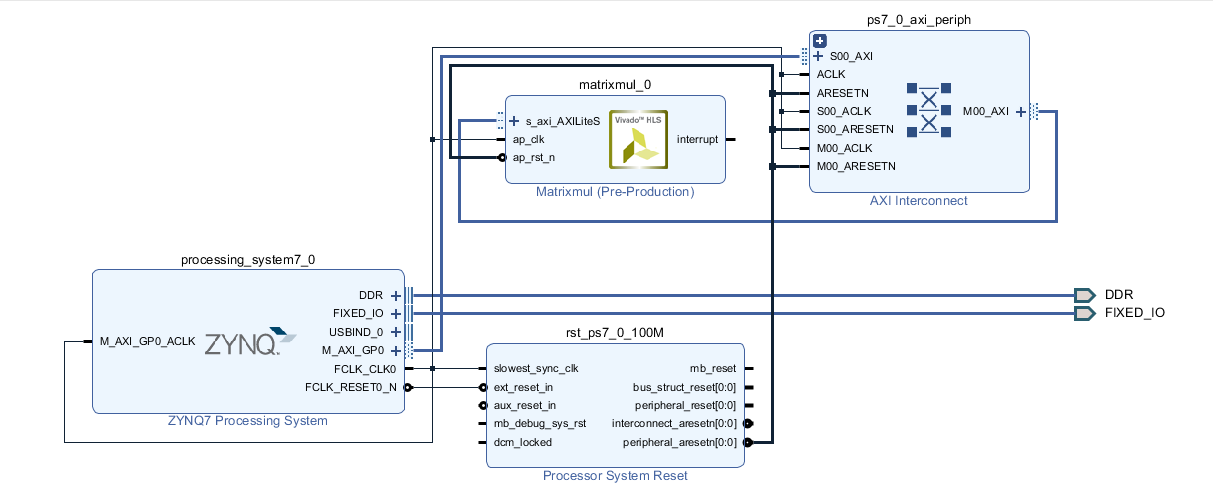 ps7_0_axi_periph
S00_AXI
ACLK
ARESETN
S00_ACLK
S00_ARESETN
M00_ACLK
M00_ARESETN
M00_AXI
AXI Interconnect
matrixmul_0
s_axi_AXILiteS
ap_clk
ap_rst_n
Vivado™ HLS
interrupt
Matrixmul (Pre-Production)
processing_system7_0
M_AXI_GP0_ACLK
ZYNQ™
DDR
FIXED_IO
USBIND_0
M_AXI_GP0
FCLK_CLK0
FCLK_RESET0_N
ZYNQ7 Processing System
DDR
FIXED_IO
rst_ps7_0_100M
slowest_sync_clk
ext_reset_in
aux_reset_in
mb_debug_sys_rst
dcm_locked
mb_reset
bus_struct_reset[0:0]
peripheral_reset[0:0]
interconnect_aresetn[0:0]
peripheral_aresetn[0:0]
Processor System Reset